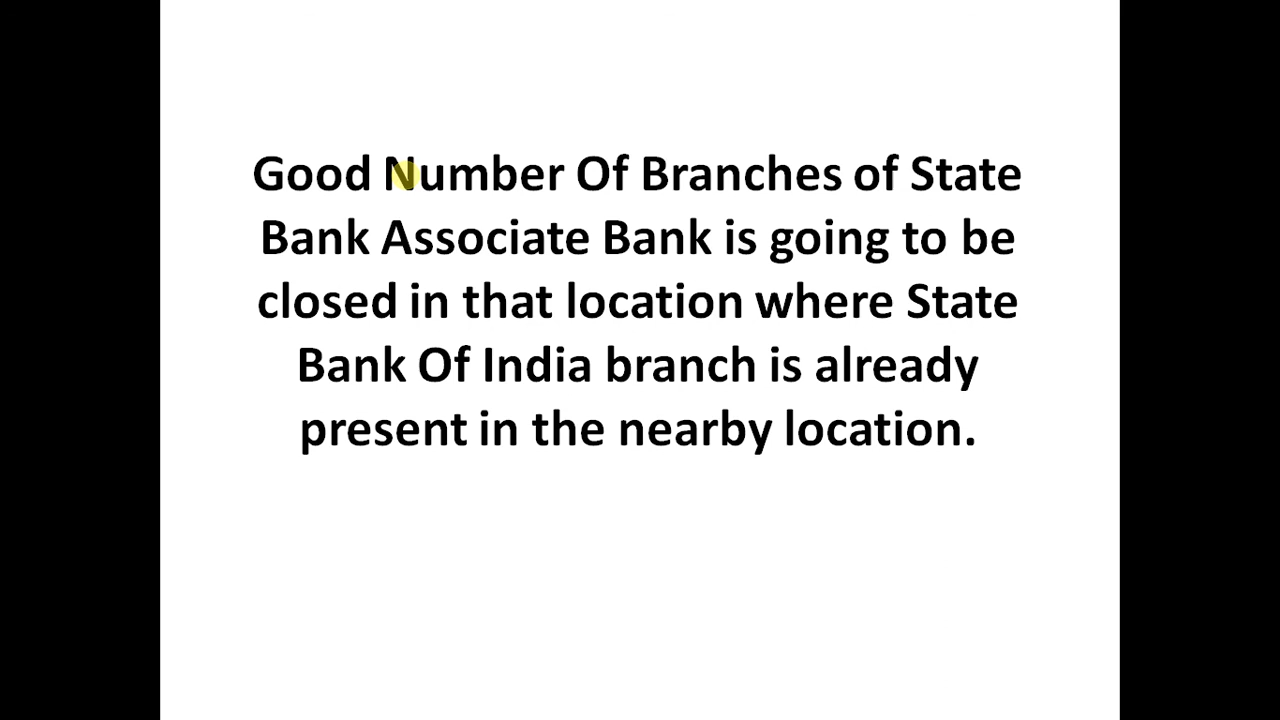 Good Number Of Branches of State
Bank Associate Bank is going to be
closed in that location where State
Bank Of India branch is already
present in the nearby location.